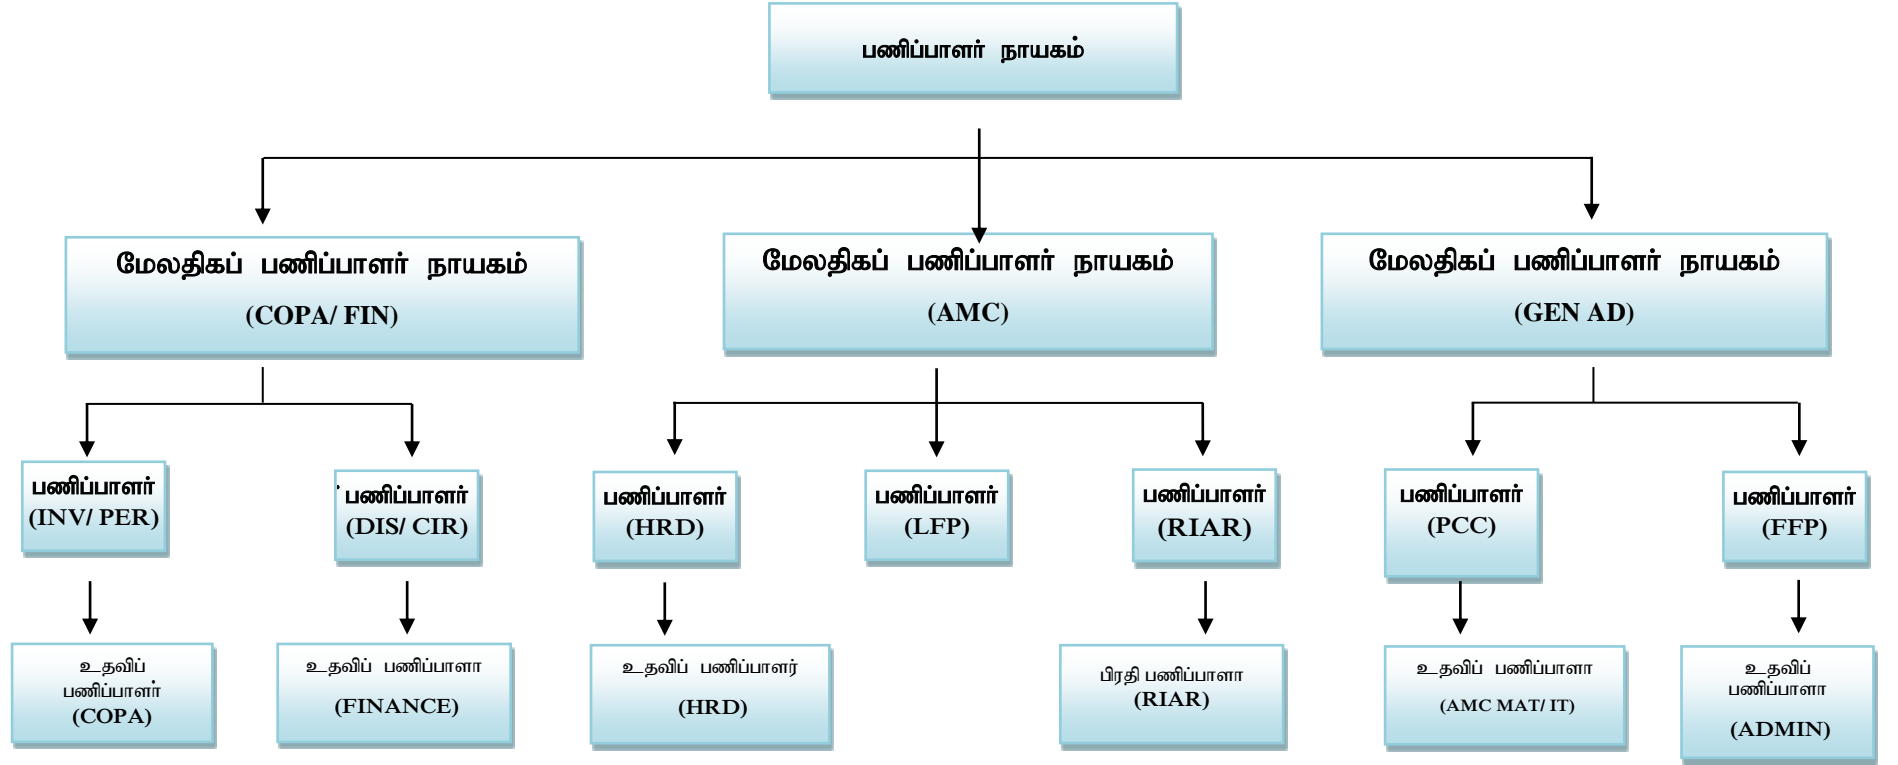 பணிப்பாளர் நாயகம்
மேலதிகப் பணிப்பாளர் நாயகம்
(COPA/ FIN)
மேலதிகப் பணிப்பாளர் நாயகம்
(AMC)
மேலதிகப் பணிப்பாளர் நாயகம்
(GEN AD)
பணிப்பாளர்
(INV/ PER)
பணிப்பாளர்
(DIS/ CIR)
பணிப்பாளர்
(HRD)
பணிப்பாளர்
(LFP)
பணிப்பாளர்
(RIAR)
பணிப்பாளர்
(PCC)
பணிப்பாளர்
(FFP)
உதவிப்
பணிப்பாளர்
(COPA)
உதவிப் பணிப்பாளா
(FINANCE)
உதவிப் பணிப்பாளர்
(HRD)
பிரதி பணிப்பாளா
(RIAR)
உதவிப் பணிப்பாளா
(AMC MAT/ IT)
உதவிப்
பணிப்பாளா
(ADMIN)